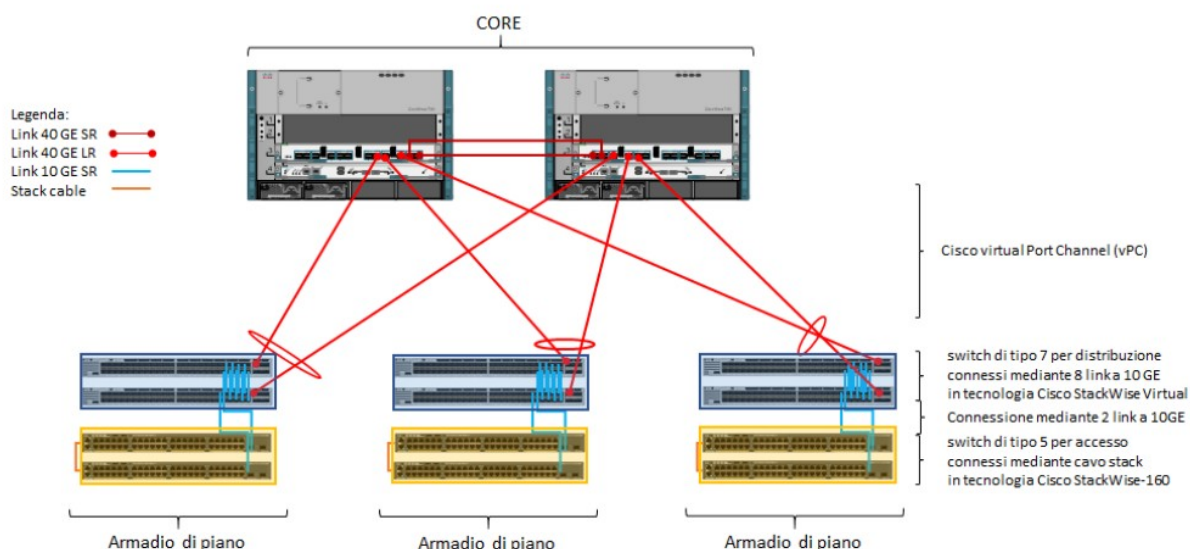 CORE
Legenda:
Link 40 GE SR
Link 40 GE LR
Link 10 GE SR
Stack cable
Cisco virtual Port Channel (vPC)
switch di tipo 7 per distribuzione
connessi mediante 8 link a 10 GE
in tecnologia Cisco StackWise Virtual
Connessione mediante 2 link a 10GE
switch di tipo 5 per accesso
connessi mediante cavo stack
in tecnologia Cisco StackWise-160
Armadio di piano
Armadio di piano
Armadio di piano